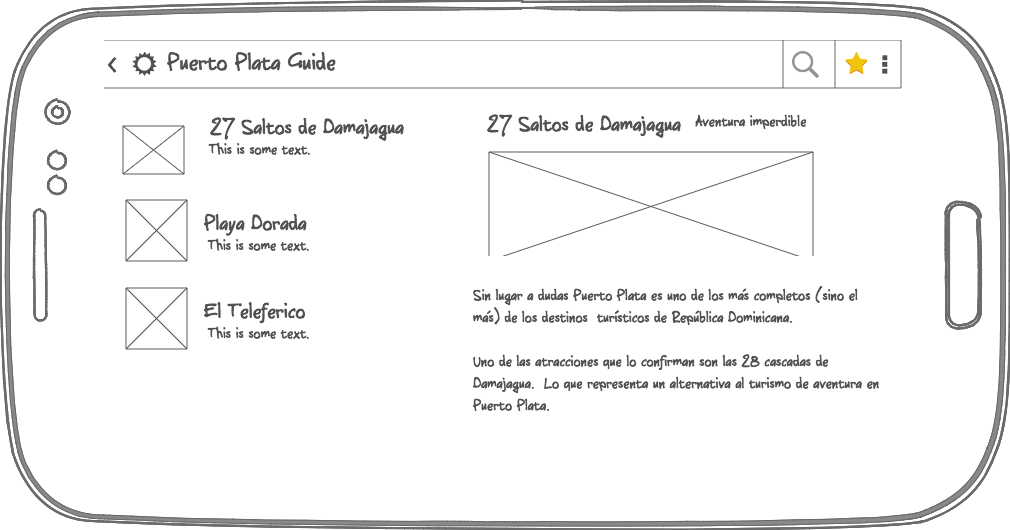 Puerto Plata Guide
27 Saltos de Damajagua
This is some text.
Playa Dorada
This is some text.
El Teleferico
This is some text.
27 Saltos de Damajagua Aventura imperdible
Sin lugar a dudas Puerto Plata es uno de los más completos (sino el
más) de los destinos turísticos de República Dominicana.
Uno de las atracciones que lo confirman son las 28 cascadas de
Damajagua. Lo que representa un alternativa al turismo de aventura en
Puerto Plata.